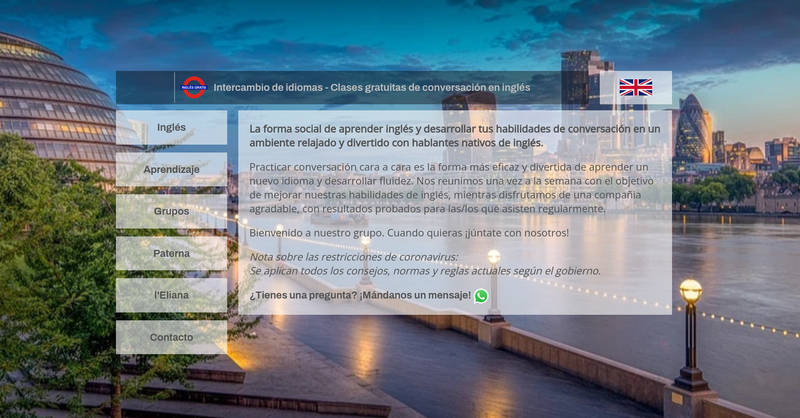 INGLÉS GRATIS
Intercambio de idiomas - Clases gratuitas de conversación en inglés
Inglés
Aprendizaje
Grupos
Paterna
l'Eliana
Contacto
La forma social de aprender inglés y desarrollar tus habilidades de conversación en un
ambiente relajado y divertido con hablantes nativos de inglés.
Practicar conversación cara a cara es la forma más eficaz y divertida de aprender un
nuevo idioma y desarrollar fluidez. Nos reunimos una vez a la semana con el objetivo
de mejorar nuestras habilidades de inglés, mientras disfrutamos de una compañía
agradable, con resultados probados para las/los que asisten regularmente.
Bienvenido a nuestro grupo. Cuando quieras ¡júntate con nosotros!
Nota sobre las restricciones de coronavirus:
Se aplican todos los consejos, normas y reglas actuales según el gobierno.
¿Tienes una pregunta? ¡Mándanos un mensaje!